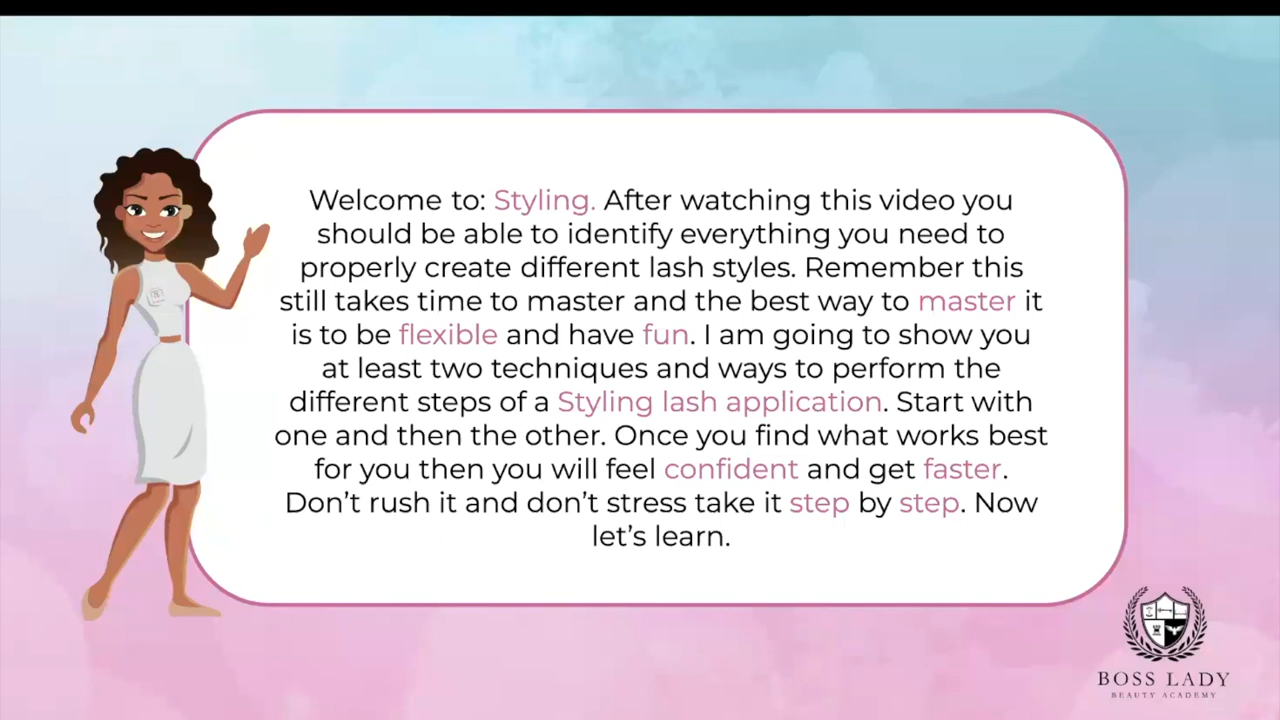 Welcome to: Styling. After watching this video you
should be able to identify everything you need to
properly create different lash styles. Remember this
still takes time to master and the best way to master it
is to be flexible and have fun. I am going to show you
at least two techniques and ways to perform the
different steps of a Styling lash application. Start with
one and then the other. Once you find what works best
for you then you will feel confident and get faster.
Don’t rush it and don’t stress take it step by step. Now
let’s learn.
BOSS LADY
BEAUTY ACADEMY